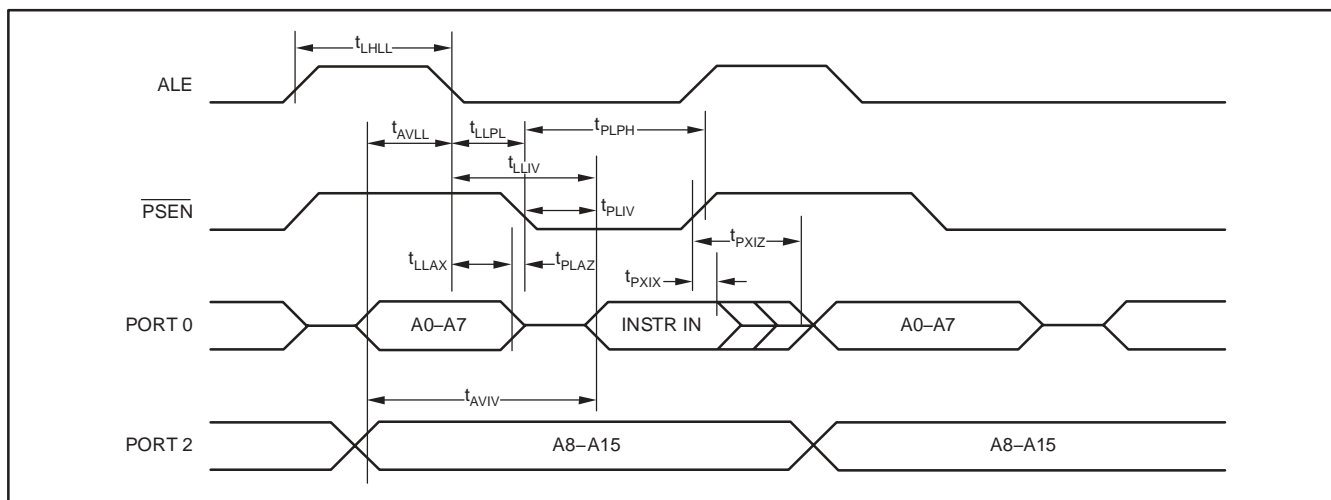 tLHLL
ALE
tAVLL
tLLPL
tPLPH
tLLIV
PSEN
tPLIV
tPXIZ
tLLAX
tPLAZ
tPXIX
PORT 0
A0–A7
INSTR IN
A0–A7
tAVIV
PORT 2
A8–A15
A8–A15